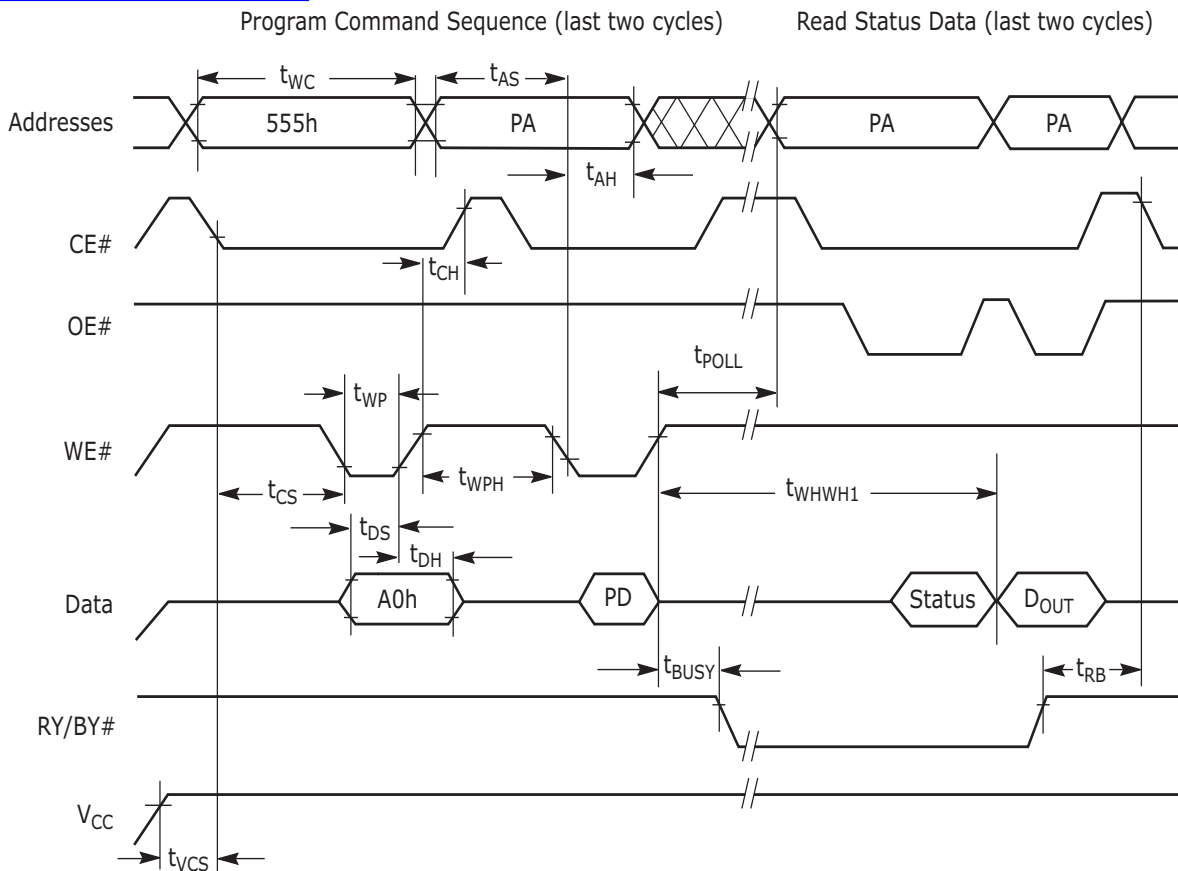 Program Command Sequence (last two cycles) Read Status Data (last two cycles)
tWC tAS
Addresses 555h PA PA PA
tAH
CE#
tCH
OE#
tPOLL
tWP
WE#
tWPH tWHWH1
tCS
tDS
tDH
Data A0h PD Status DOUT
tBUSY tRB
RY/BY#
VCC
tVCS